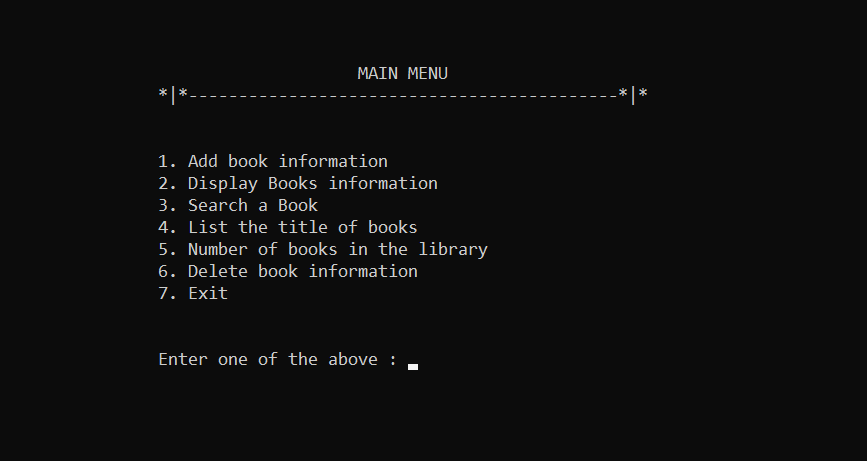 MAIN MENU
*|*-------------------------------------------*|*
1. Add book information
2. Display Books information
3. Search a Book
4. List the title of books
5. Number of books in the library
6. Delete book information
7. Exit
Enter one of the above :